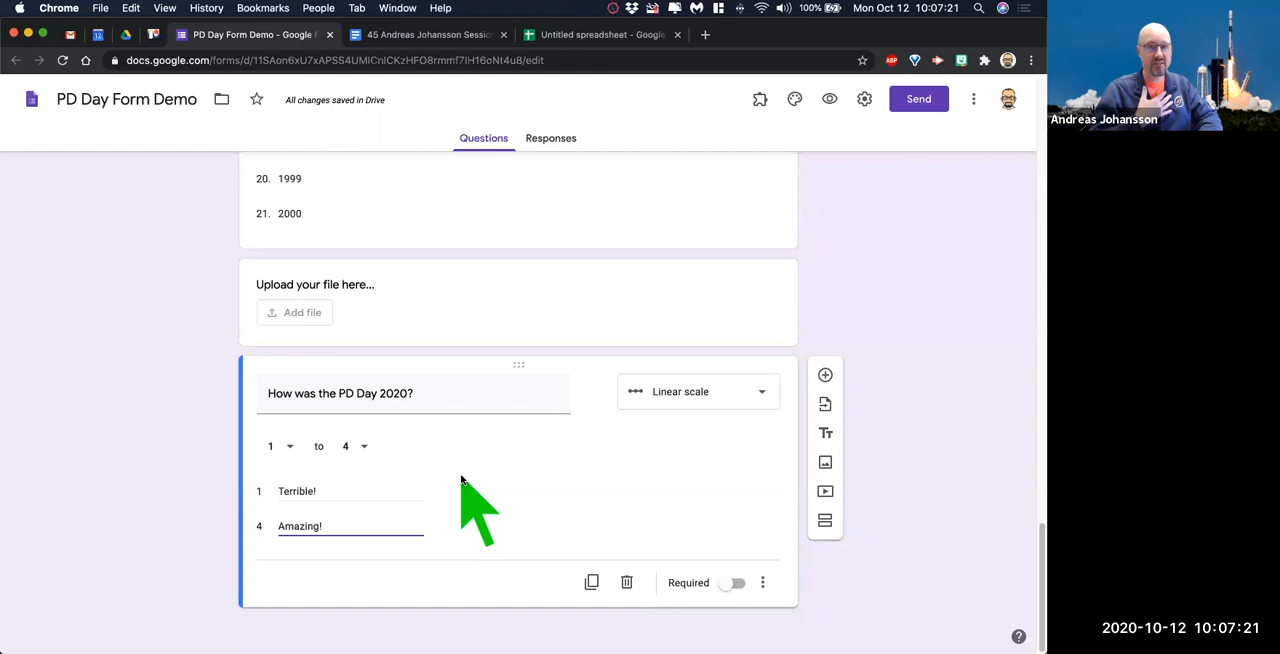 Chrome File Edit View History Bookmarks People Tab Window Help 100% Mon Oct 12 10:07:21
PD Day Form Demo - Google F 45 Andreas Johansson Sessio Untitled spreadsheet - Google
docs.google.com/forms/d/11SAon6xU7xAPSS4UMlCnlCKzHFO8rmmf7lH16oNt4u8/edit
PD Day Form Demo All changes saved in Drive Send
Andreas Johansson
Questions Responses
20. 1999
21. 2000
Upload your file here...
Add file
How was the PD Day 2020? Linear scale
1 to 4
1 Terrible!
4 Amazing!
Required
2020-10-12 10:07:21